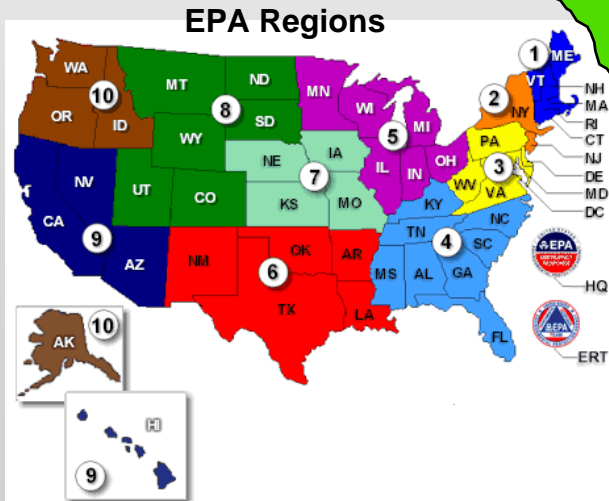 EPA Regions
1
ME
VT
NH
MA
RI
CT
NJ
DE
MD
DC
WA
MT
ND
MN
10
OR
ID
8
SD
WI
MI
5
2
NY
WY
PA
3
NE
IA
IL
IN
OH
WV
VA
NV
UT
CO
7
KS
MO
KY
CA
9
AZ
NM
OK
AR
TN
NC
4
SC
6
MS
AL
GA
TX
LA
FL
EPA
HQ
EPA
ERT
10
AK
HI
9